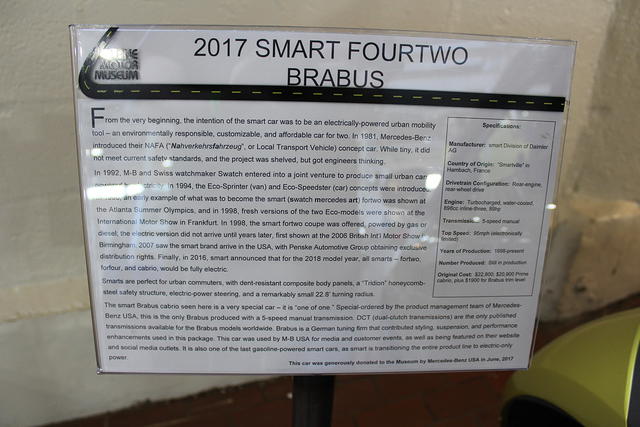 LANE
MOTOR
MUSEUM
2017 SMART FOURTWO
BRABUS
From the very beginning, the intention of the smart car was to be an electrically-powered urban mobility
tool – an environmentally responsible, customizable, and affordable car for two. In 1981, Mercedes-Benz
introduced their NAFA ("Nahverkehrsfahrzeug", or Local Transport Vehicle) concept car. While tiny, it did
not meet current safety standards, and the project was shelved, but got engineers thinking.
In 1992, M-B and Swiss watchmaker Swatch entered into a joint venture to produce small urban cars
powered by electricity. In 1994, the Eco-Sprinter (van) and Eco-Speedster (car) concepts were introduced.
In 1996, an early example of what was to become the smart (swatch mercedes art) fortwo was shown at
the Atlanta Summer Olympics, and in 1998, fresh versions of the two Eco-models were shown at the
International Motor Show in Frankfurt. In 1998, the smart fortwo coupe was offered, powered by gas or
diesel; the electric version did not arrive until years later, first shown at the 2006 British Int'l Motor Show in
Birmingham. 2007 saw the smart brand arrive in the USA, with Penske Automotive Group obtaining exclusive
distribution rights. Finally, in 2016, smart announced that for the 2018 model year, all smarts – fortwo,
forfour, and cabrio, would be fully electric.
Smarts are perfect for urban commuters, with dent-resistant composite body panels, a "Tridion" honeycomb-
steel safety structure, electric-power steering, and a remarkably small 22.8' turning radius.
The smart Brabus cabrio seen here is a very special car – it is "one of one." Special-ordered by the product management team of Mercedes-
Benz USA, this is the only Brabus produced with a 5-speed manual transmission. DCT (dual-clutch transmissions) are the only published
transmissions available for the Brabus models worldwide. Brabus is a German tuning firm that contributed styling, suspension, and performance
enhancements used in this package. This car was used by M-B USA for media and customer events, as well as being featured on their website
and social media outlets. It is also one of the last gasoline-powered smart cars, as smart is transitioning the entire product line to electric-only
power.
This car was generously donated to the Museum by Mercedes-Benz USA in June, 2017
Specifications:
Manufacturer: smart Division of Daimler
AG
Country of Origin: "Smartville" in
Hambach, France
Drivetrain Configuration: Rear-engine,
rear-wheel drive
Engine: Turbocharged, water-cooled,
898cc inline-three, 89hp
Transmission: 5-speed manual
Top Speed: 96mph (electronically
limited)
Years of Production: 1998-present
Number Produced: Still in production
Original Cost: $22,800; $20,900 Prime
cabrio, plus $1900 for Brabus trim level